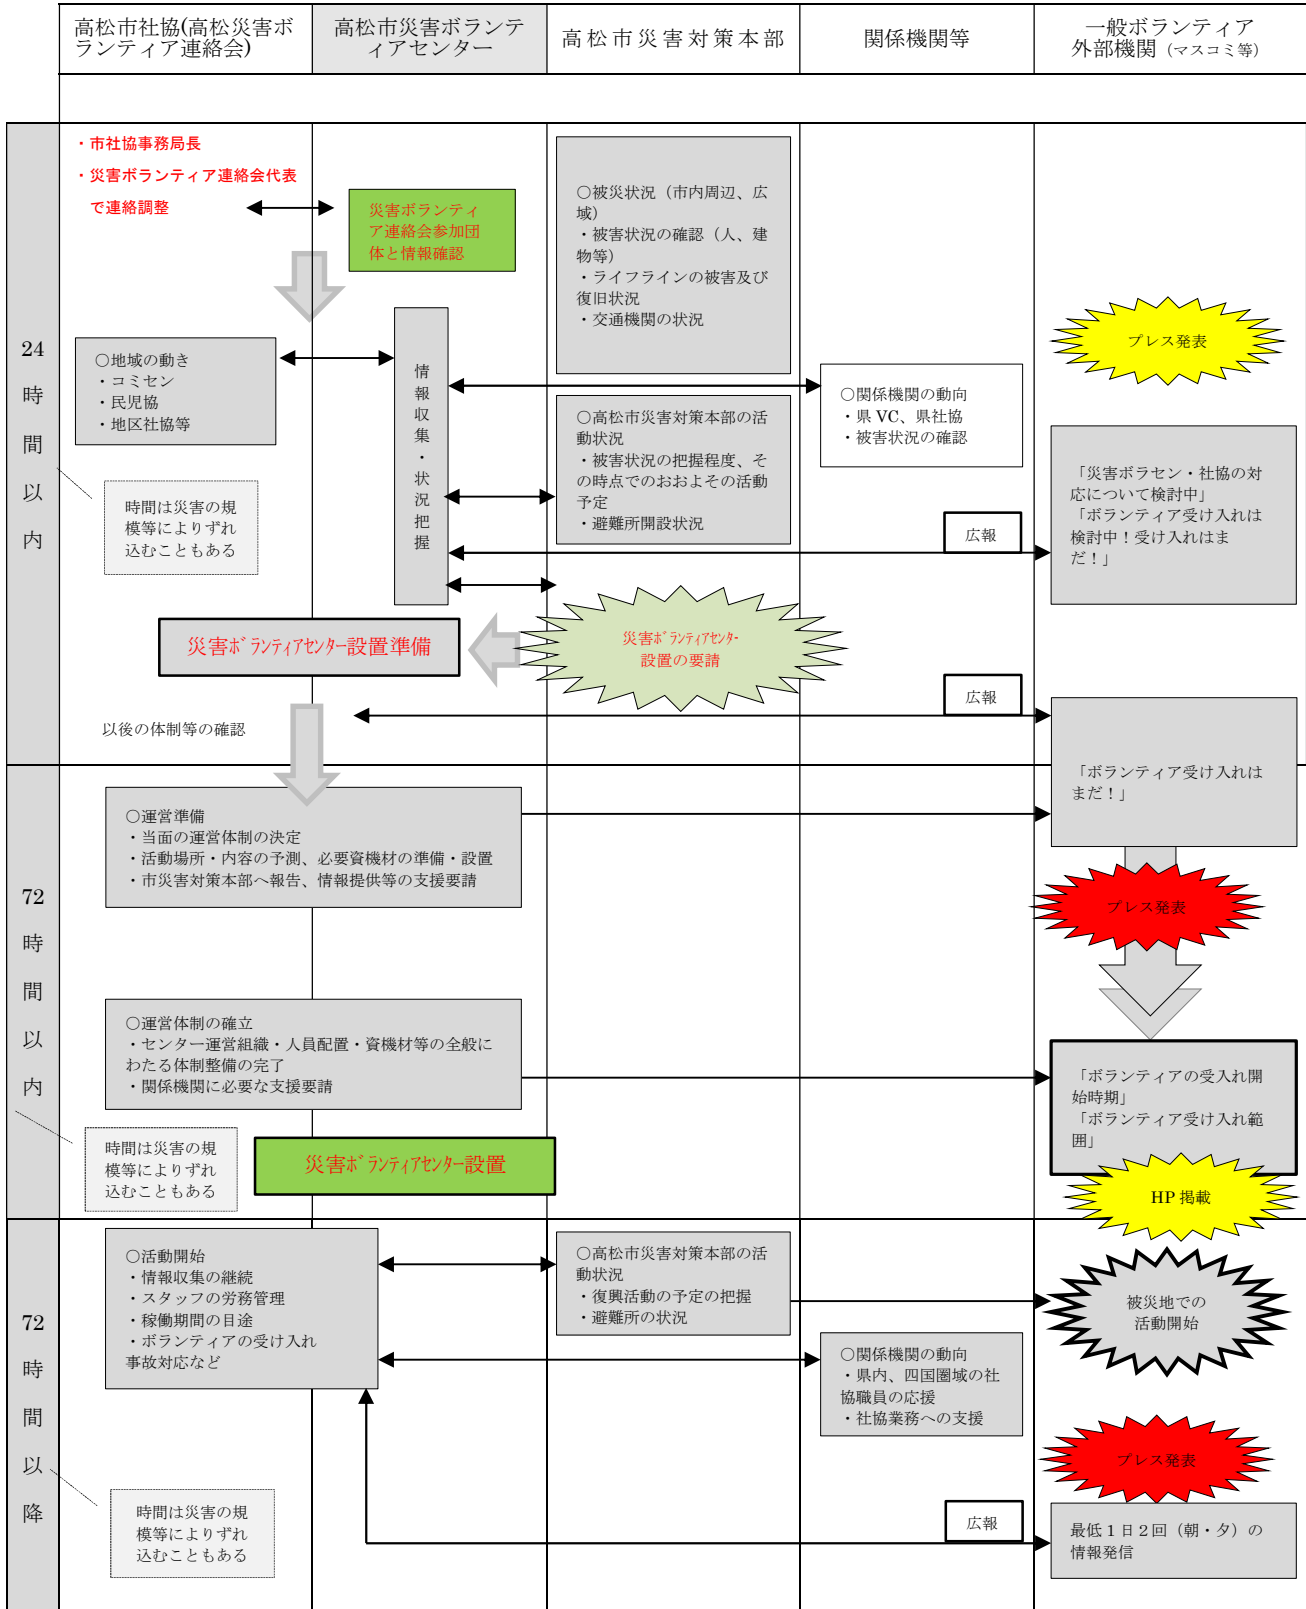 高松市社協(高松災害ボ
ランティア連絡会)
高松市災害ボランテ
ィアセンター
高松市災害対策本部
関係機関等
一般ボランティア
外部機関（マスコミ等）
24
時
間
以
内
・市社協事務局長
・災害ボランティア連絡会代表
で連絡調整
災害ボランティ
ア連絡会参加団
体と情報確認
○被災状況（市内周辺、広
域）
・被害状況の確認（人、建
物等）
・ライフラインの被害及び
復旧状況
・交通機関の状況
プレス発表
○地域の動き
・コミセン
・民児協
・地区社協等
情
報
収
集
・
状
況
把
握
○関係機関の動向
・県 VC、県社協
・被害状況の確認
○高松市災害対策本部の活
動状況
・被害状況の把握程度、そ
の時点でのおおよその活動
予定
・避難所開設状況
「災害ボラセン・社協の対
応について検討中」
「ボランティア受け入れは
検討中！受け入れはま
だ！」
時間は災害の規
模等によりずれ
込むこともある
広報
災害ﾎﾞﾗﾝﾃｨｱｾﾝﾀｰ設置準備
災害ﾎﾞﾗﾝﾃｨｱｾﾝﾀｰ
設置の要請
広報
以後の体制等の確認
「ボランティア受け入れは
まだ！」
72
時
間
以
内
○運営準備
・当面の運営体制の決定
・活動場所・内容の予測、必要資機材の準備・設置
・市災害対策本部へ報告、情報提供等の支援要請
プレス発表
○運営体制の確立
・センター運営組織・人員配置・資機材等の全般に
わたる体制整備の完了
・関係機関に必要な支援要請
「ボランティアの受入れ開
始時期」
「ボランティア受け入れ範
囲」
時間は災害の規
模等によりずれ
込むこともある
災害ﾎﾞﾗﾝﾃｨｱｾﾝﾀｰ設置
HP 掲載
72
時
間
以
降
○活動開始
・情報収集の継続
・スタッフの労務管理
・稼働期間の目途
・ボランティアの受け入れ
事故対応など
○高松市災害対策本部の活
動状況
・復興活動の予定の把握
・避難所の状況
被災地での
活動開始
○関係機関の動向
・県内、四国圏域の社
協職員の応援
・社協業務への支援
プレス発表
時間は災害の規
模等によりずれ
込むこともある
広報
最低１日２回（朝・夕）の
情報発信